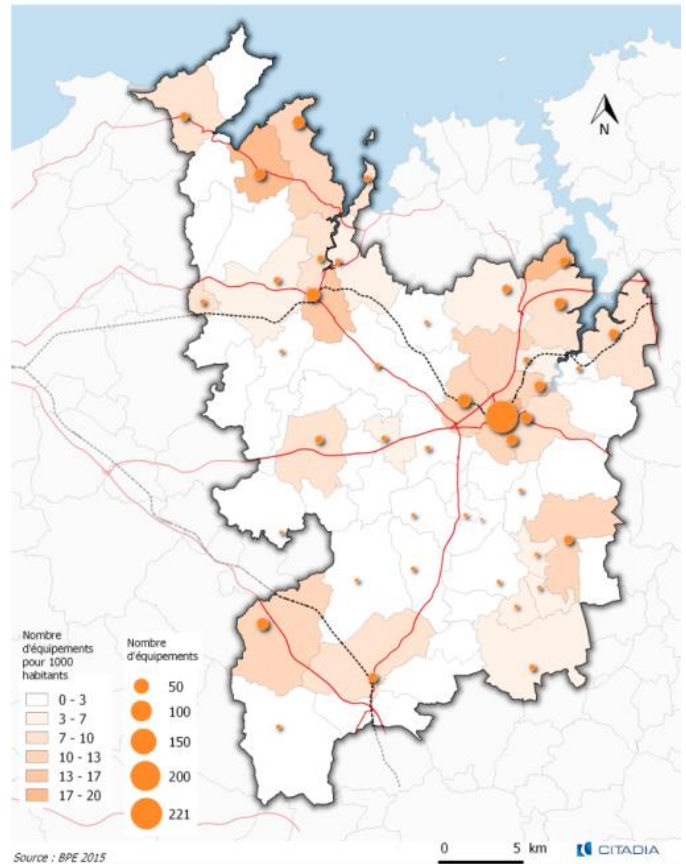 N
Nombre
d'équipements
pour 1000
habitants
0 - 3
3 - 7
7 - 10
10 - 13
13 - 17
17 - 20
Nombre
d'équipements
50
100
150
200
221
Source : BPE 2015
0 5 km
CITADIA